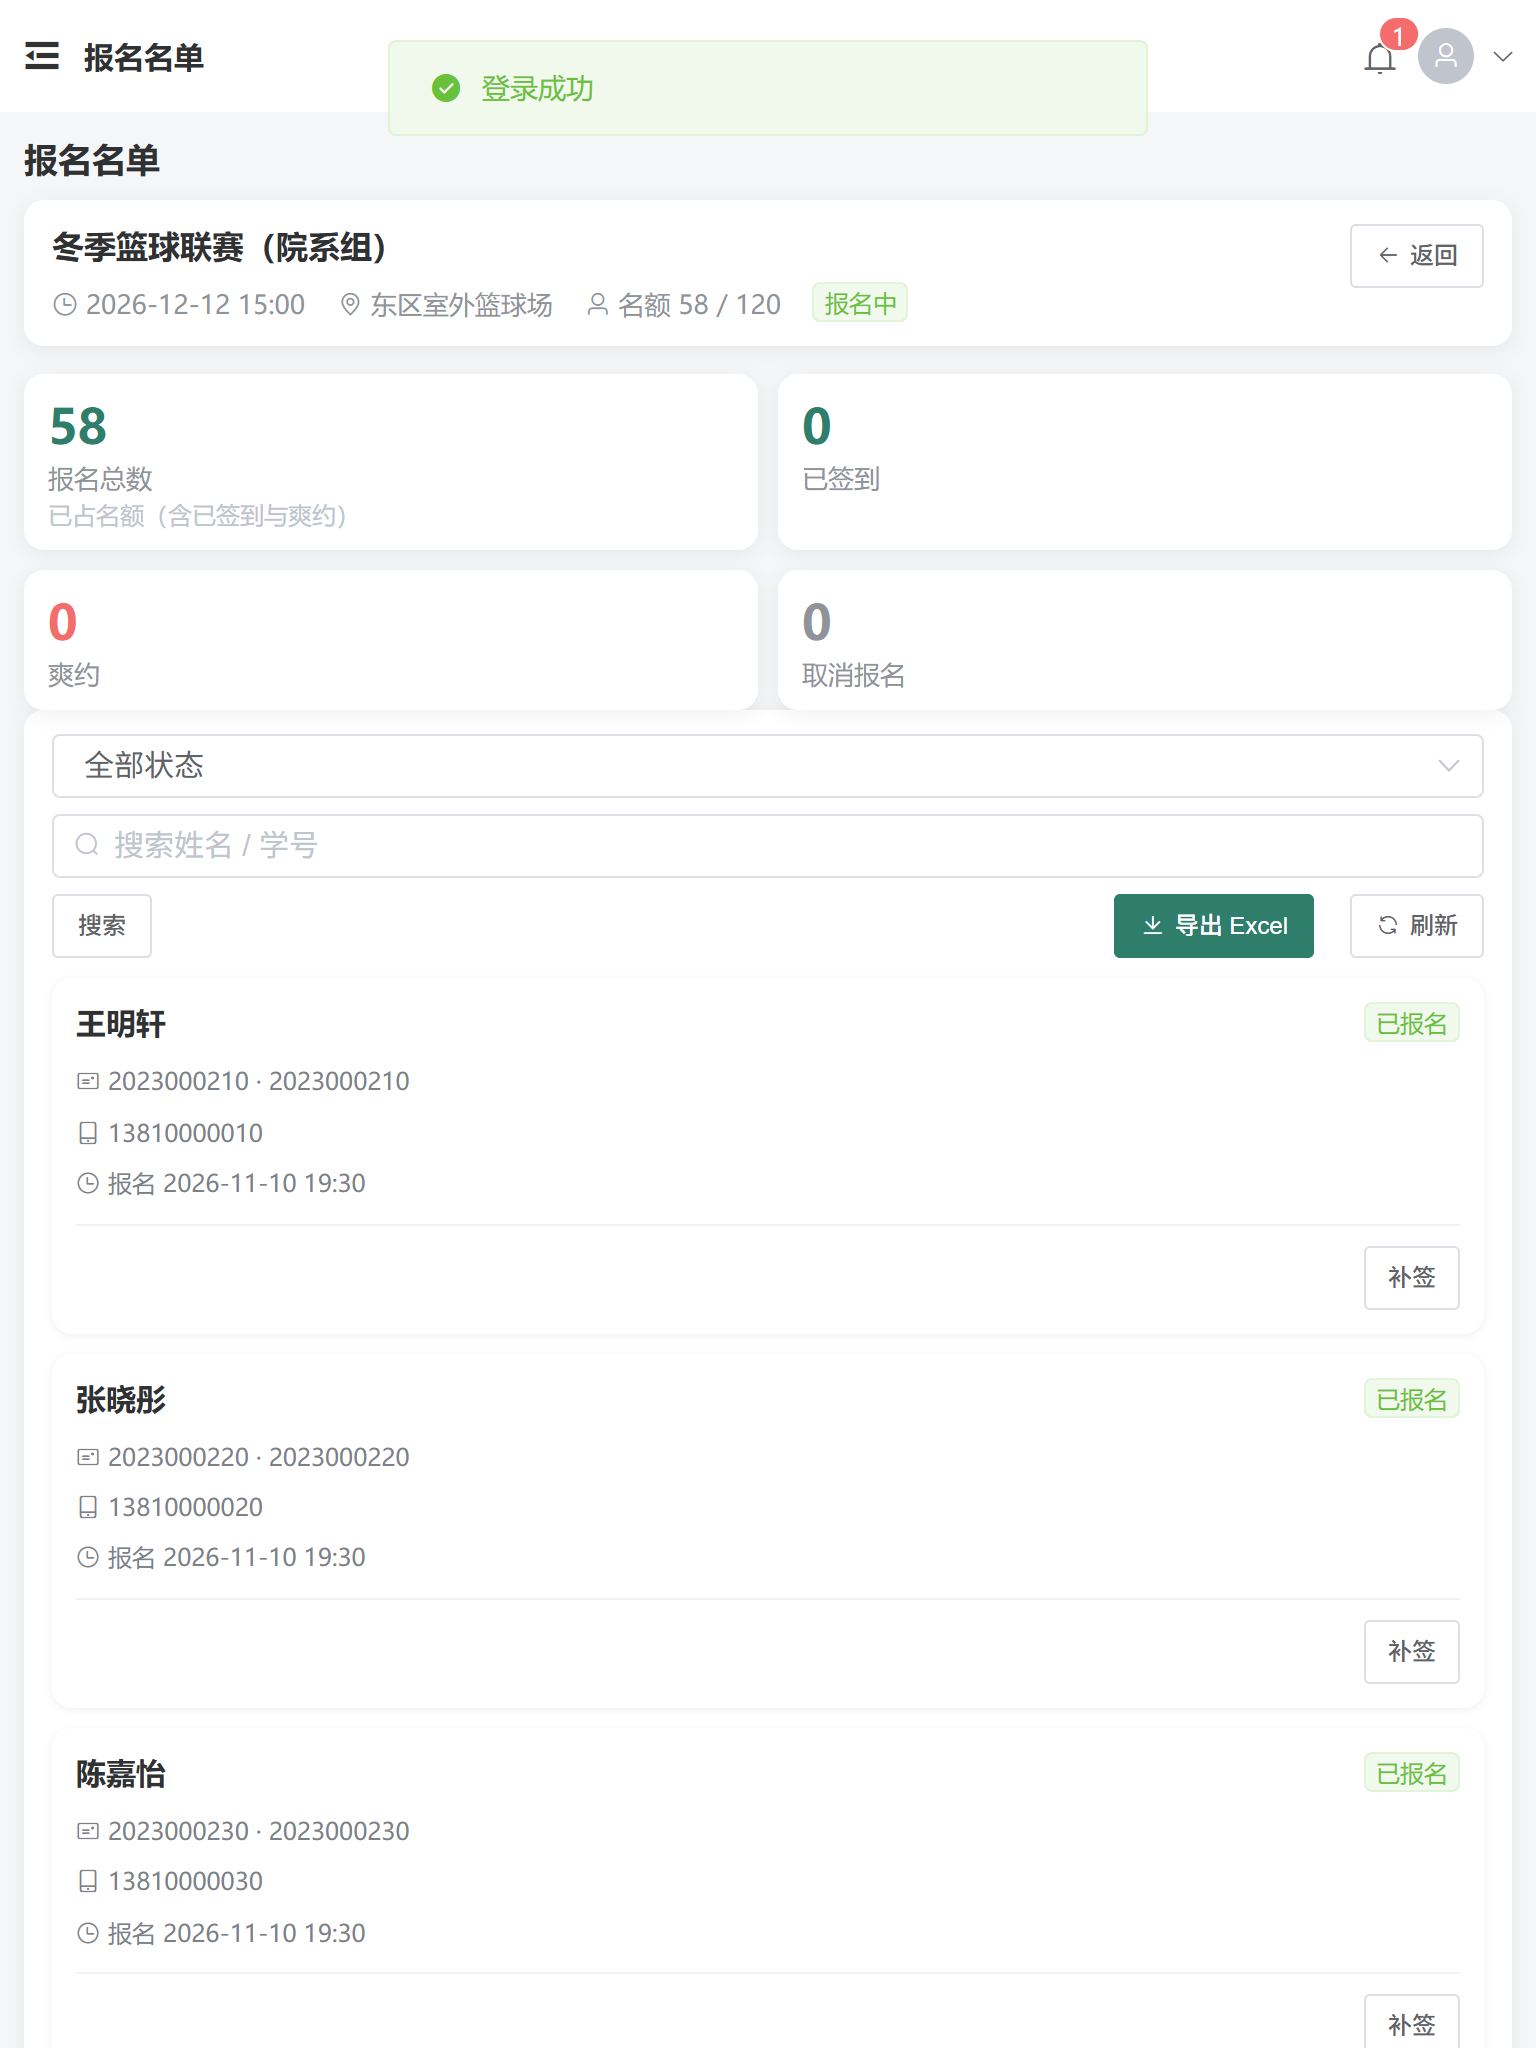 报名名单
1
登录成功
报名名单
冬季篮球联赛（院系组）
返回
2026-12-12 15:00
东区室外篮球场
名额 58 / 120
报名中
58
报名总数
已占名额（含已签到与爽约）
0
已签到
0
爽约
0
取消报名
全部状态
搜索姓名 / 学号
搜索
导出 Excel
刷新
王明轩
已报名
2023000210 · 2023000210
13810000010
报名 2026-11-10 19:30
补签
张晓彤
已报名
2023000220 · 2023000220
13810000020
报名 2026-11-10 19:30
补签
陈嘉怡
已报名
2023000230 · 2023000230
13810000030
报名 2026-11-10 19:30
补签